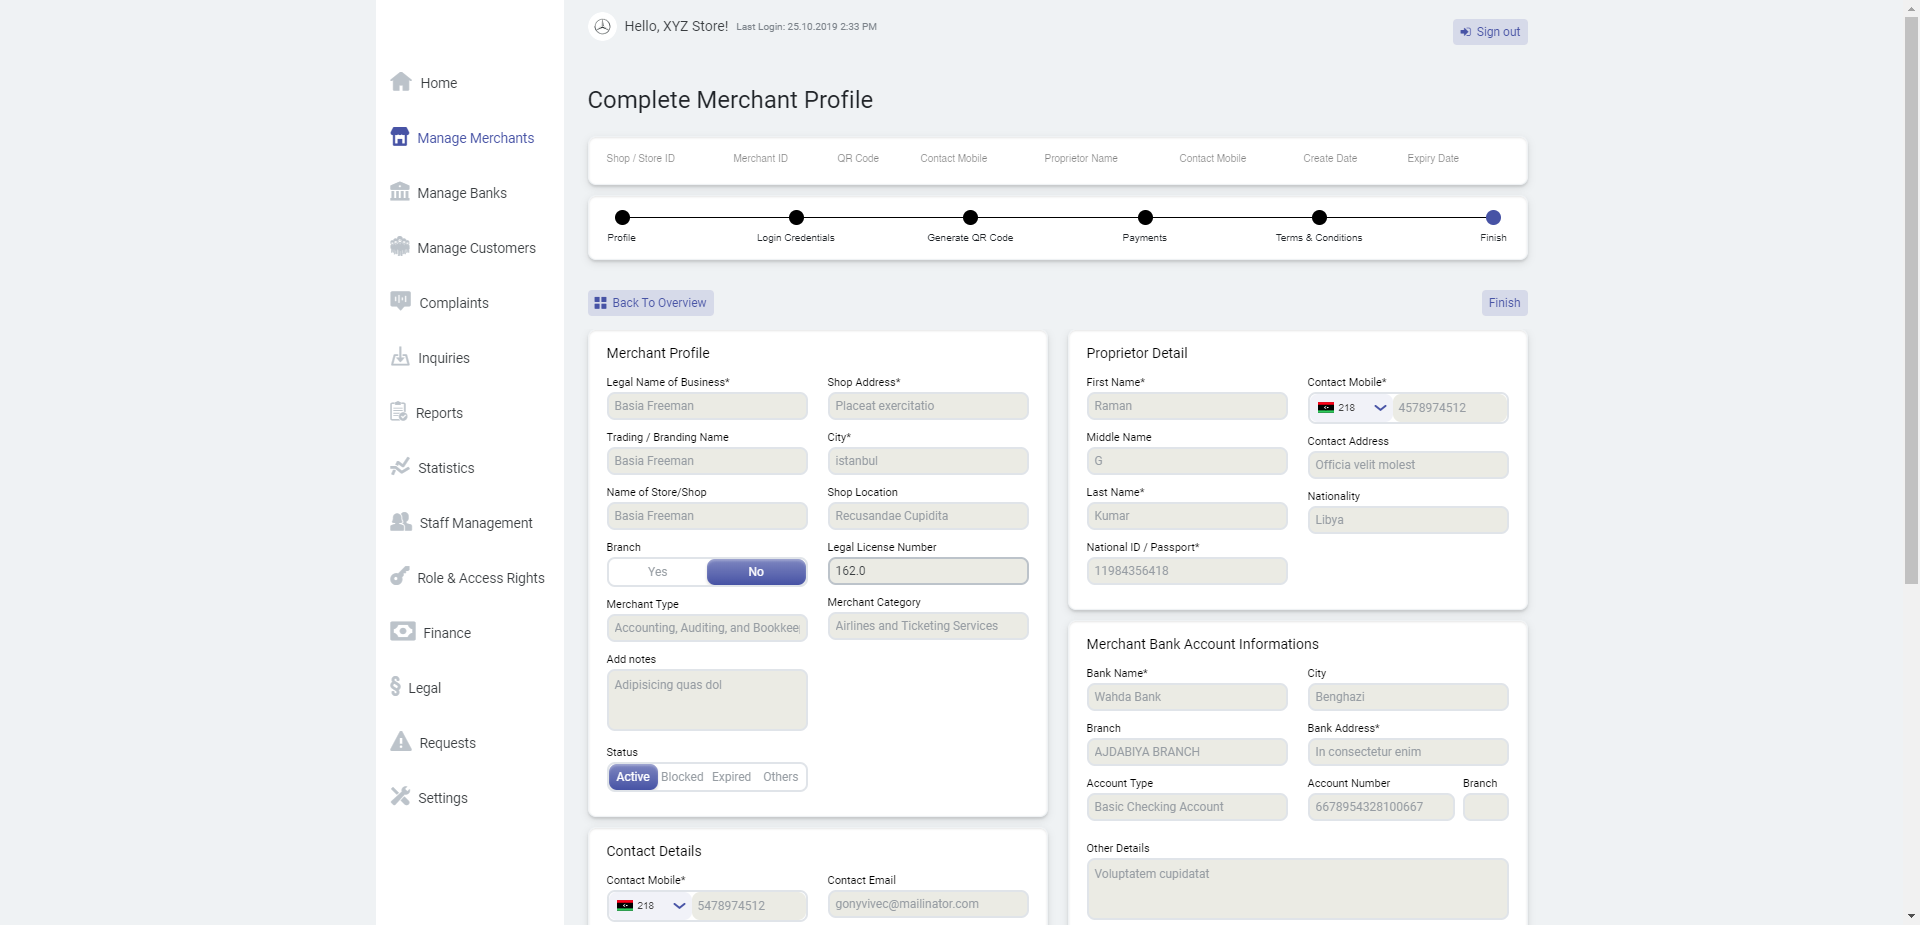 Hello, XYZ Store! Last Login: 25.10.2019 2:33 PM
Sign out
Home
Manage Merchants
Manage Banks
Manage Customers
Complaints
Inquiries
Reports
Statistics
Staff Management
Role & Access Rights
Finance
Legal
Requests
Settings
Complete Merchant Profile
Shop / Store ID Merchant ID QR Code Contact Mobile Proprietor Name Contact Mobile Create Date Expiry Date
Profile Login Credentials Generate QR Code Payments Terms & Conditions Finish
Back To Overview
Finish
Merchant Profile
Legal Name of Business* Shop Address*
Basia Freeman Placeat exercitatio
Trading / Branding Name City*
Basia Freeman istanbul
Name of Store/Shop Shop Location
Basia Freeman Recusandae Cupidita
Branch Legal License Number
Yes No 162.0
Merchant Type Merchant Category
Accounting, Auditing, and Bookkee Airlines and Ticketing Services
Add notes
Adipisicing quas dol
Status
Active Blocked Expired Others
Contact Details
Contact Mobile* Contact Email
218 5478974512 gonyvivec@mailinator.com
Proprietor Detail
First Name* Contact Mobile*
Raman 218 4578974512
Middle Name Contact Address
G Officia velit molest
Last Name* Nationality
Kumar Libya
National ID / Passport*
11984356418
Merchant Bank Account Informations
Bank Name* City
Wahda Bank Benghazi
Branch Bank Address*
AJDABIYA BRANCH In consectetur enim
Account Type Account Number Branch
Basic Checking Account 6678954328100667
Other Details
Voluptatem cupidatat